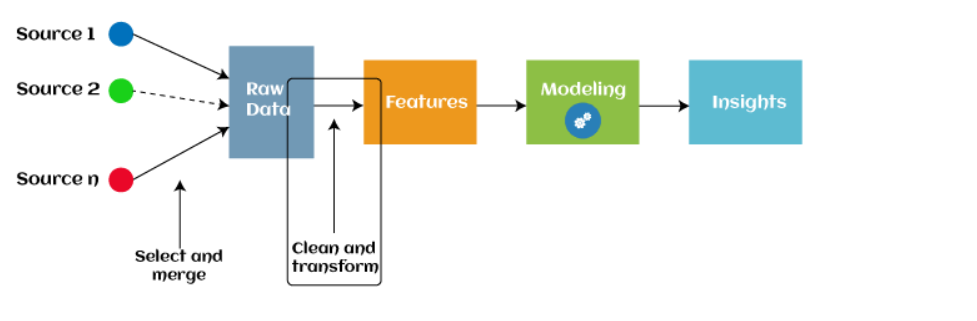 Source 1
Source 2
Source n
Select and
merge
Raw
Data
Clean and
transform
Features
Modeling
Insights